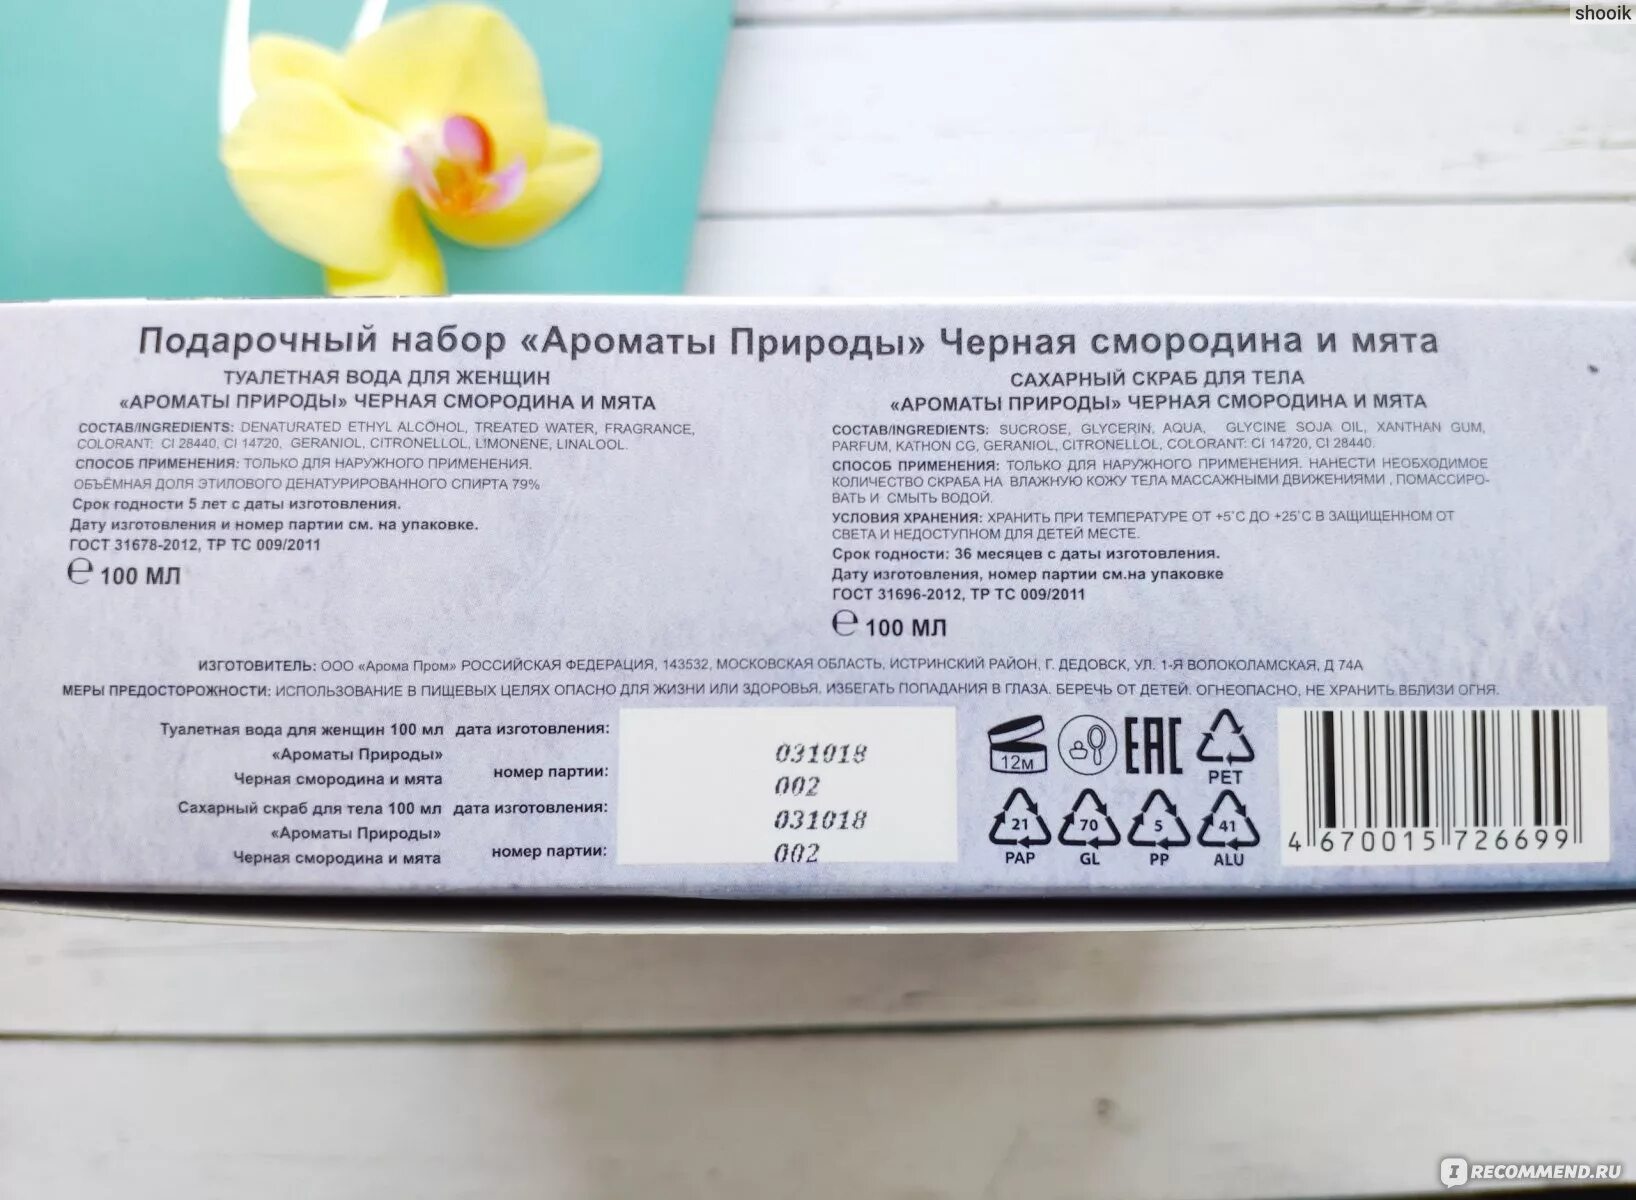 shooik
Подарочный набор «Ароматы Природы» Черная смородина и мята
ТУАЛЕТНАЯ ВОДА ДЛЯ ЖЕНЩИН
«АРОМАТЫ ПРИРОДЫ» ЧЕРНАЯ СМОРОДИНА И МЯТА
СОСТАВ/INGREDIENTS: DENATURATED ETHYL ALCOHOL, TREATED WATER, FRAGRANCE,
COLORANT: CI 28440, CI 14720, GERANIOL, CITRONELLOL, LIMONENE, LINALOOL.
СПОСОБ ПРИМЕНЕНИЯ: ТОЛЬКО ДЛЯ НАРУЖНОГО ПРИМЕНЕНИЯ.
ОБЪЁМНАЯ ДОЛЯ ЭТИЛОВОГО ДЕНАТУРИРОВАННОГО СПИРТА 79%
Срок годности 5 лет с даты изготовления.
Дату изготовления и номер партии см. на упаковке.
ГОСТ 31678-2012, ТР ТС 009/2011
℮ 100 МЛ
САХАРНЫЙ СКРАБ ДЛЯ ТЕЛА
«АРОМАТЫ ПРИРОДЫ» ЧЕРНАЯ СМОРОДИНА И МЯТА
СОСТАВ/INGREDIENTS: SUCROSE, GLYCERIN, AQUA, GLYCINE SOJA OIL, XANTHAN GUM,
PARFUM, KATHON CG, GERANIOL, CITRONELLOL, COLORANT: CI 14720, CI 28440.
СПОСОБ ПРИМЕНЕНИЯ: ТОЛЬКО ДЛЯ НАРУЖНОГО ПРИМЕНЕНИЯ. НАНЕСТИ НЕОБХОДИМОЕ
КОЛИЧЕСТВО СКРАБА НА ВЛАЖНУЮ КОЖУ ТЕЛА МАССАЖНЫМИ ДВИЖЕНИЯМИ , ПОМАССИРО-
ВАТЬ И СМЫТЬ ВОДОЙ.
УСЛОВИЯ ХРАНЕНИЯ: ХРАНИТЬ ПРИ ТЕМПЕРАТУРЕ ОТ +5°С ДО +25°С В ЗАЩИЩЕННОМ ОТ
СВЕТА И НЕДОСТУПНОМ ДЛЯ ДЕТЕЙ МЕСТЕ.
Срок годности: 36 месяцев с даты изготовления.
Дату изготовления, номер партии см.на упаковке
ГОСТ 31696-2012, ТР ТС 009/2011
℮ 100 МЛ
ИЗГОТОВИТЕЛЬ: ООО «Арома Пром» РОССИЙСКАЯ ФЕДЕРАЦИЯ, 143532, МОСКОВСКАЯ ОБЛАСТЬ, ИСТРИНСКИЙ РАЙОН, Г. ДЕДОВСК, УЛ. 1-Я ВОЛОКОЛАМСКАЯ, Д 74А
МЕРЫ ПРЕДОСТОРОЖНОСТИ: ИСПОЛЬЗОВАНИЕ В ПИЩЕВЫХ ЦЕЛЯХ ОПАСНО ДЛЯ ЖИЗНИ ИЛИ ЗДОРОВЬЯ. ИЗБЕГАТЬ ПОПАДАНИЯ В ГЛАЗА. БЕРЕЧЬ ОТ ДЕТЕЙ. ОГНЕОПАСНО, НЕ ХРАНИТЬ ВБЛИЗИ ОГНЯ.
Туалетная вода для женщин 100 мл дата изготовления: 031018
«Ароматы Природы»
Черная смородина и мята номер партии: 002
Сахарный скраб для тела 100 мл дата изготовления: 031018
«Ароматы Природы»
Черная смородина и мята номер партии: 002
12м EAC PET
21 70 5 41
PAP GL PP ALU
4 670015 726699
IRECOMMEND.RU